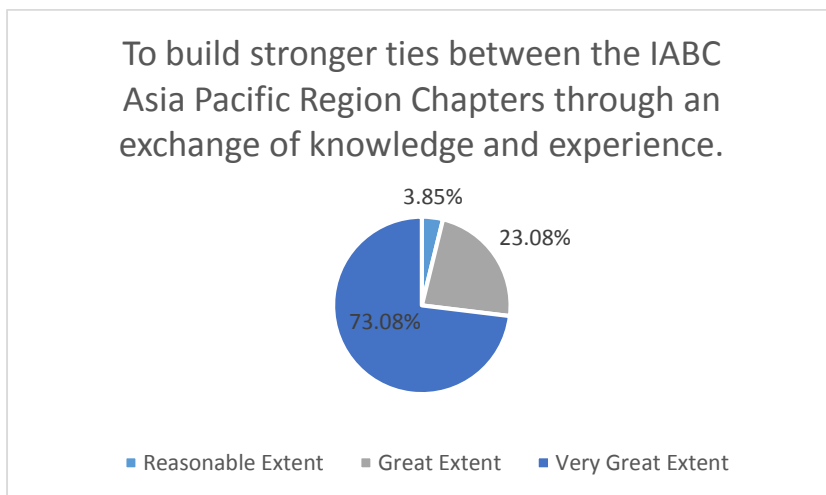 To build stronger ties between the IABC
Asia Pacific Region Chapters through an
exchange of knowledge and experience.
3.85%
23.08%
73.08%
Reasonable Extent
Great Extent
Very Great Extent